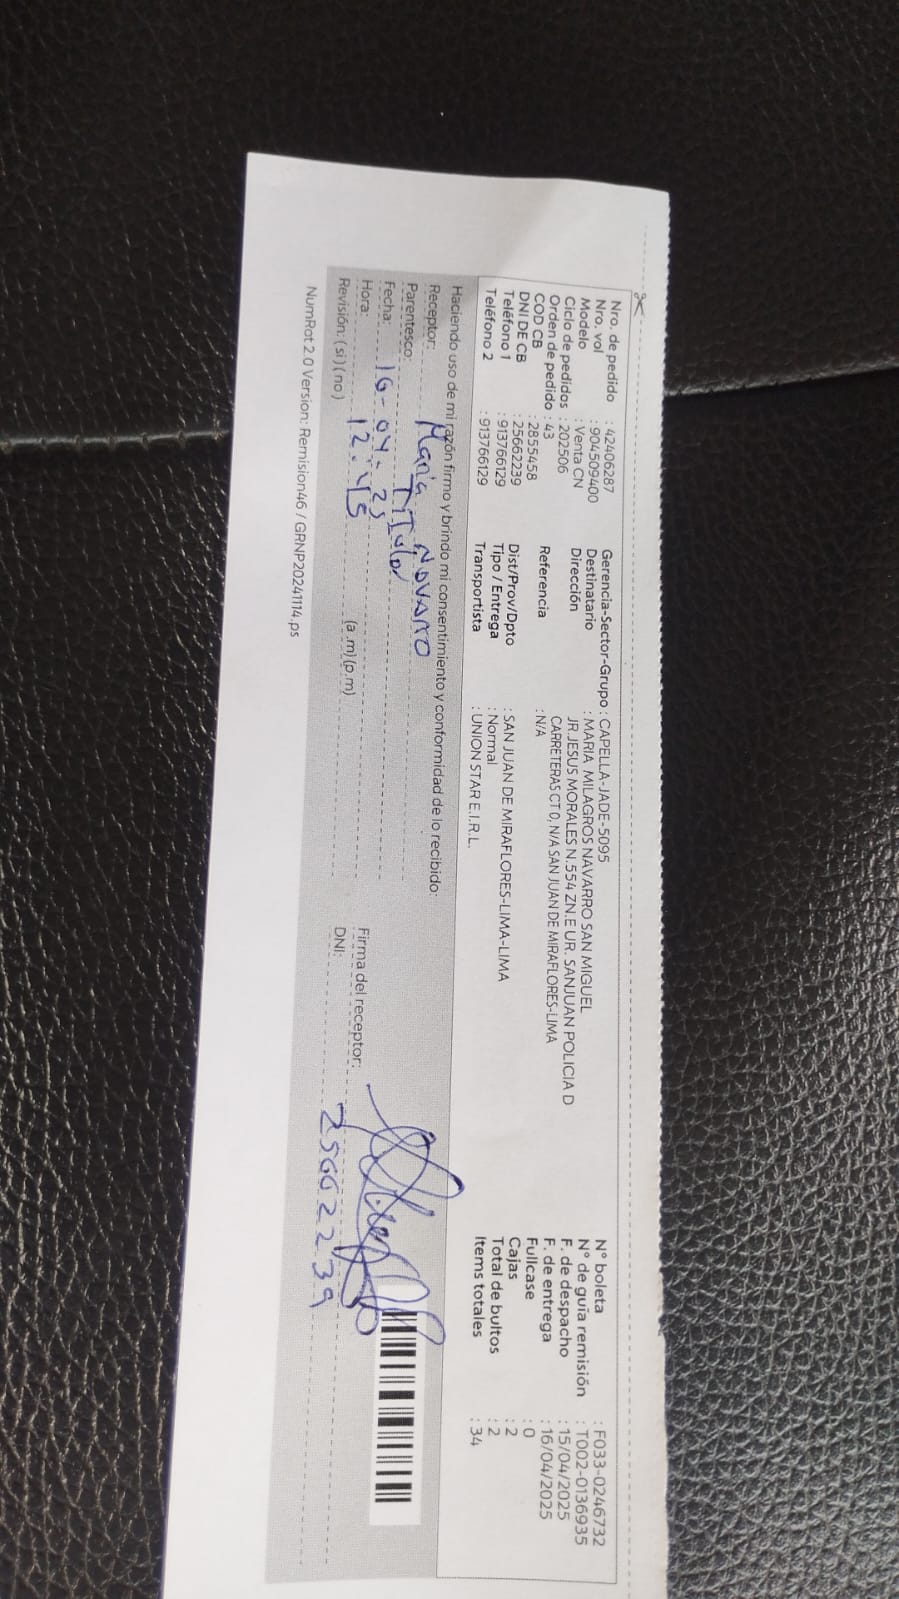 Nro. de pedido : 42406287
Nro. vol : 904509400
Modelo : Venta CN
Ciclo de pedidos : 202506
Orden de pedido : 43
COD CB : 2855458
DNI DE CB : 25662239
Teléfono 1 : 913766129
Teléfono 2 : 913766129
Gerencia-Sector-Grupo : CAPELLA-JADE-5095
Destinatario : MARIA MILAGROS NAVARRO SAN MIGUEL
Dirección : JR.JESUS MORALES N.554 ZN.E UR. SANJUAN POLICIA D
CARRETERAS CT 0, N/A SAN JUAN DE MIRAFLORES-LIMA
Referencia : N/A
Dist/Prov/Dpto : SAN JUAN DE MIRAFLORES-LIMA-LIMA
Tipo / Entrega : Normal
Transportista : UNION STAR E.I.R.L.
N° boleta : F033-0246732
N° de guía remisión : T002-0136935
F. de despacho : 15/04/2025
F. de entrega : 16/04/2025
Fullcase : 0
Cajas : 2
Total de bultos : 2
Items totales : 34
Haciendo uso de mi razón firmo y brindo mi consentimiento y conformidad de lo recibido:
Receptor: María
Parentesco: Titular
Fecha: 16-04-25
Hora: 12:45 (a.m)(p.m)
Revisión: ( si ) ( no )
Firma del receptor:
DNI: 25662239
NumRot 2.0 Version: Remision46 / GRNP20241114.ps